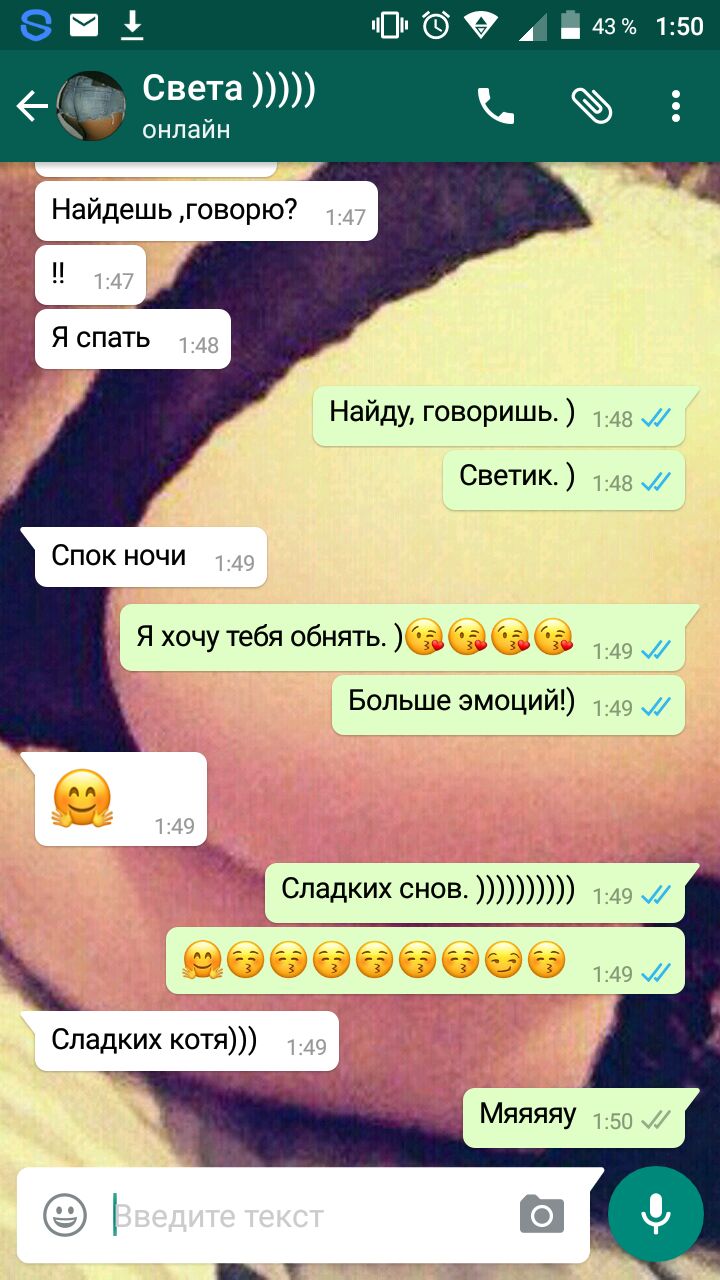 43 % 1:50
Света )))))
онлайн
Найдешь ,говорю? 1:47
!! 1:47
Я спать 1:48
Найду, говоришь. ) 1:48
Светик. ) 1:48
Спок ночи 1:49
Я хочу тебя обнять. )😘😘😘😘 1:49
Больше эмоций!) 1:49
🤗 1:49
Сладких снов. )))))))))) 1:49
🤗😚😚😚😚😚😚😏😚 1:49
Сладких котя))) 1:49
Мяяяяу 1:50
Введите текст